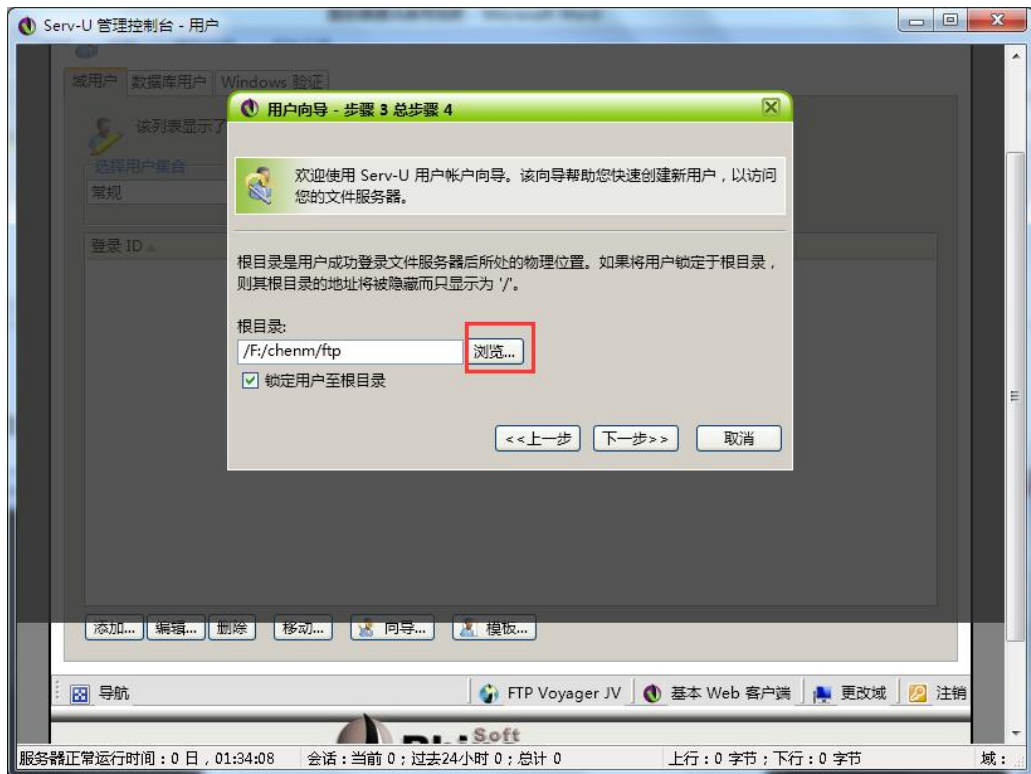 Serv-U 管理控制台 - 用户
域用户 数据库用户 Windows 验证
用户向导 - 步骤 3 总步骤 4
该列表显示了
选择用户集合
常规
欢迎使用 Serv-U 用户帐户向导。该向导帮助您快速创建新用户，以访问
您的文件服务器。
登录 ID
根目录是用户成功登录文件服务器后所处的物理位置。如果将用户锁定于根目录，
则其根目录的地址将被隐藏而只显示为 '/'。
根目录:
/F:/chenm/ftp 浏览...
锁定用户至根目录
<<上一步 下一步>> 取消
添加... 编辑... 删除 移动... 向导... 模板...
导航 FTP Voyager JV 基本 Web 客户端 更改域 注销
Soft
服务器正常运行时间：0 日，01:34:08 会话：当前 0；过去24小时 0；总计 0 上行：0 字节；下行：0 字节 域：